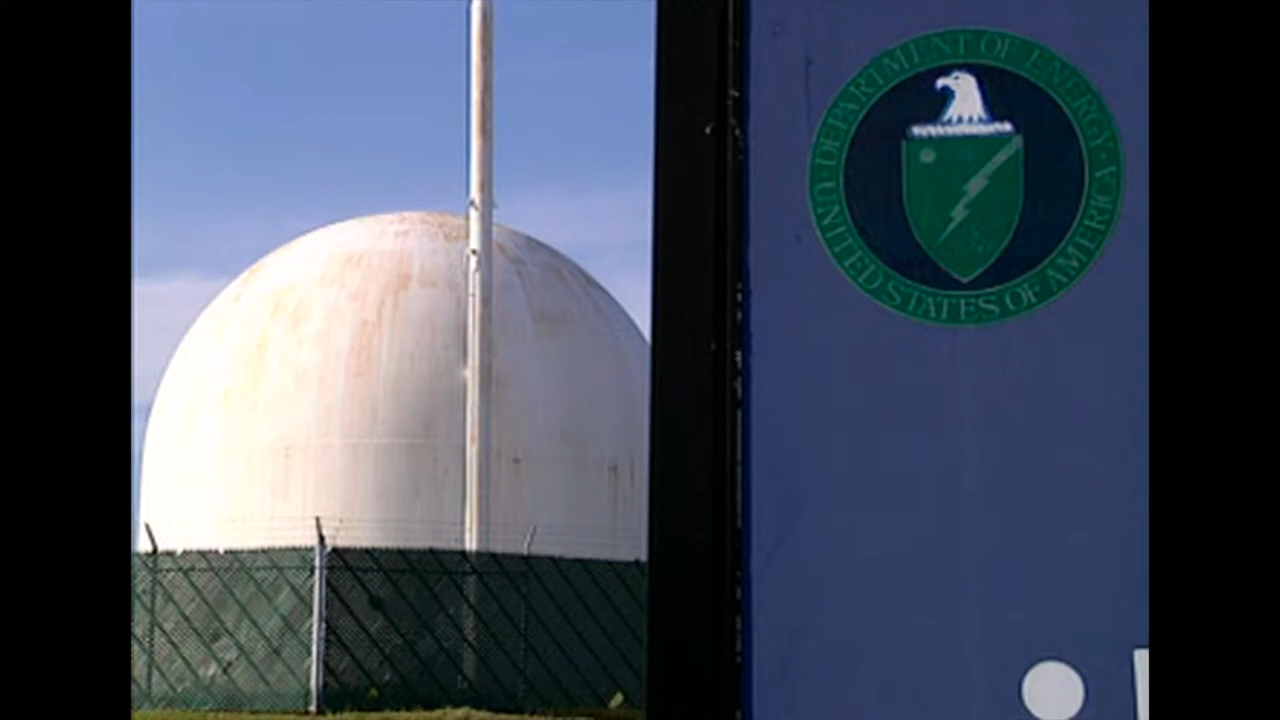 DEPARTMENT OF ENERGY
UNITED STATES OF AMERICA